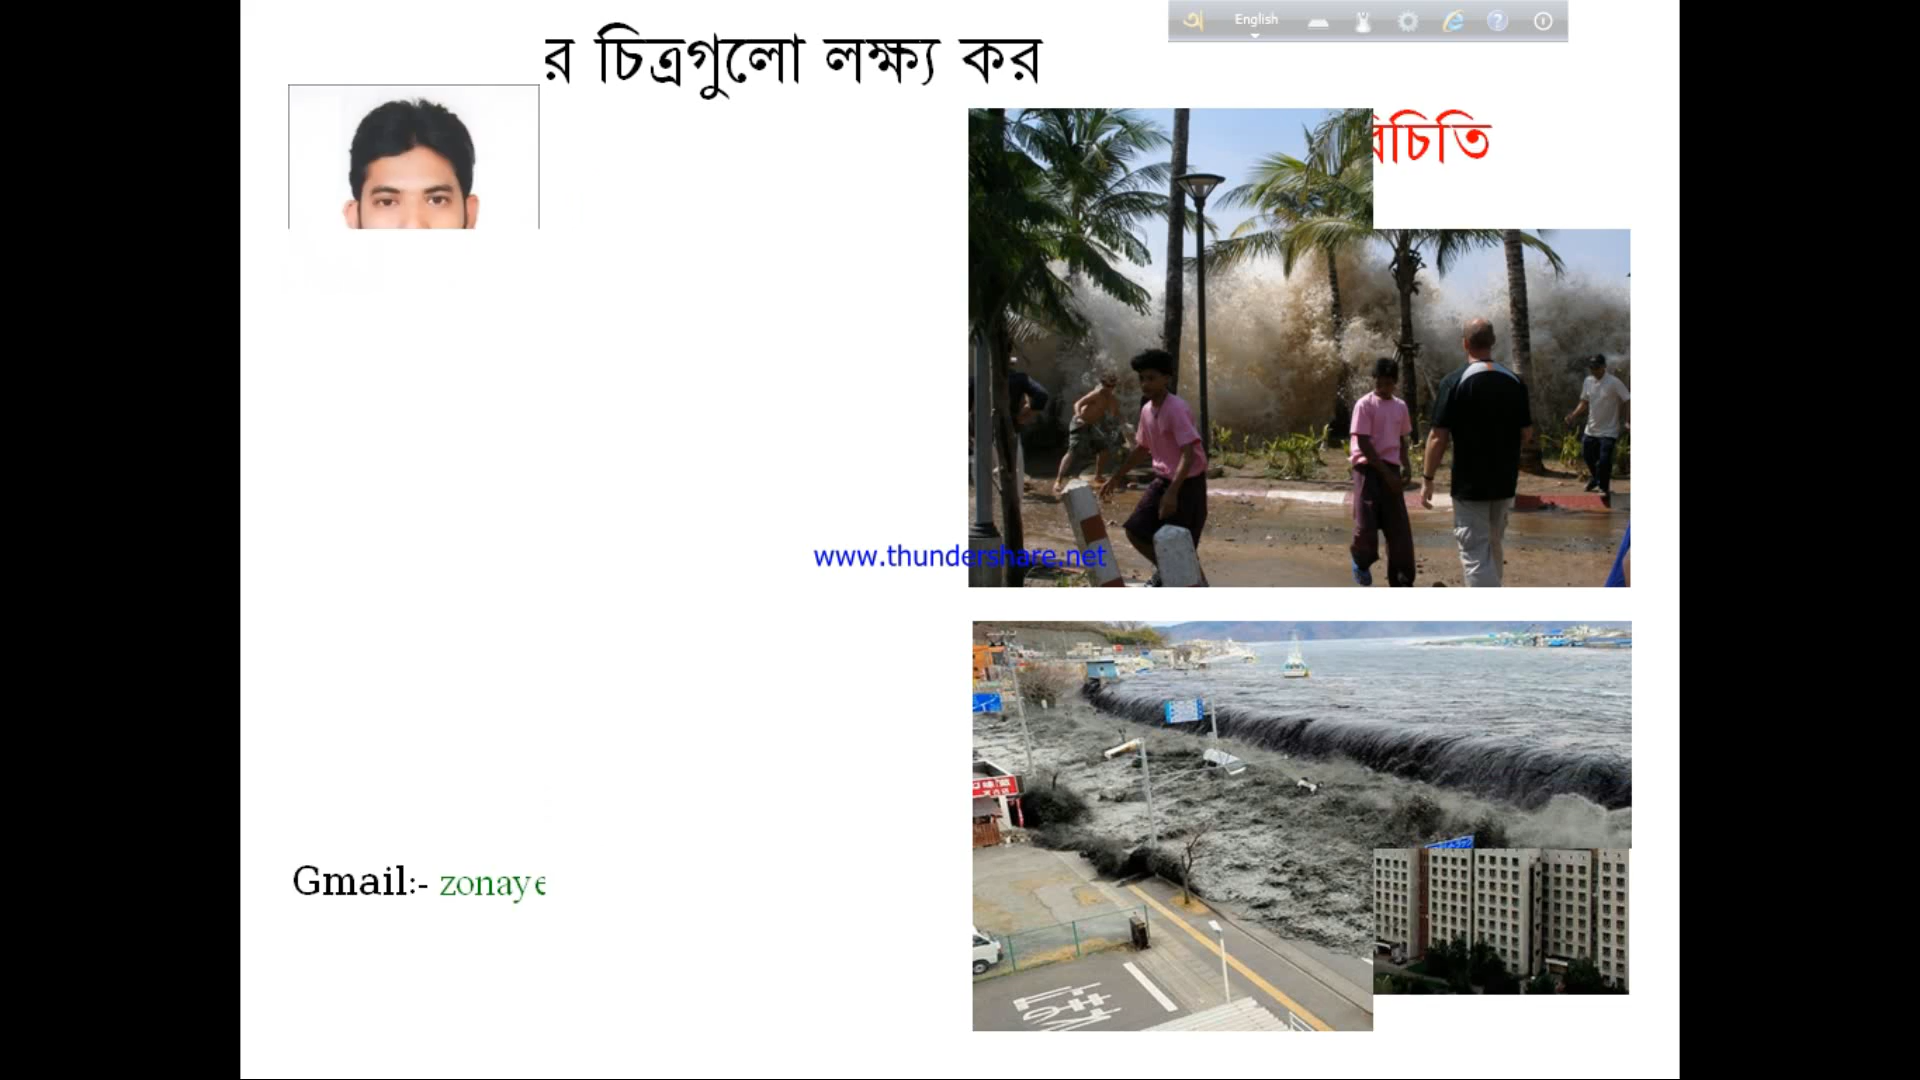 English
র চিত্রগুলো লক্ষ্য কর
রিচিতি
www.thundershare.net
Gmail:- zonaye